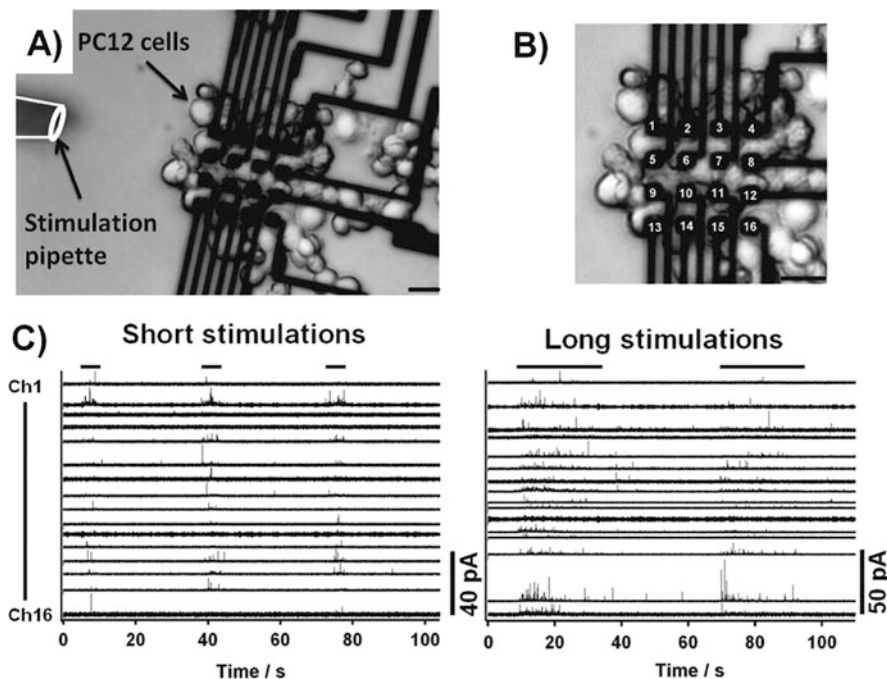 A)
PC12 cells
Stimulation
pipette
B)
1 2 3 4
5 6 7 8
9 10 11 12
13 14 15 16
C)
Short stimulations
Long stimulations
Ch1
Ch16
40 pA
50 pA
0 20 40 60 80 100
0 20 40 60 80 100
Time / s
Time / s